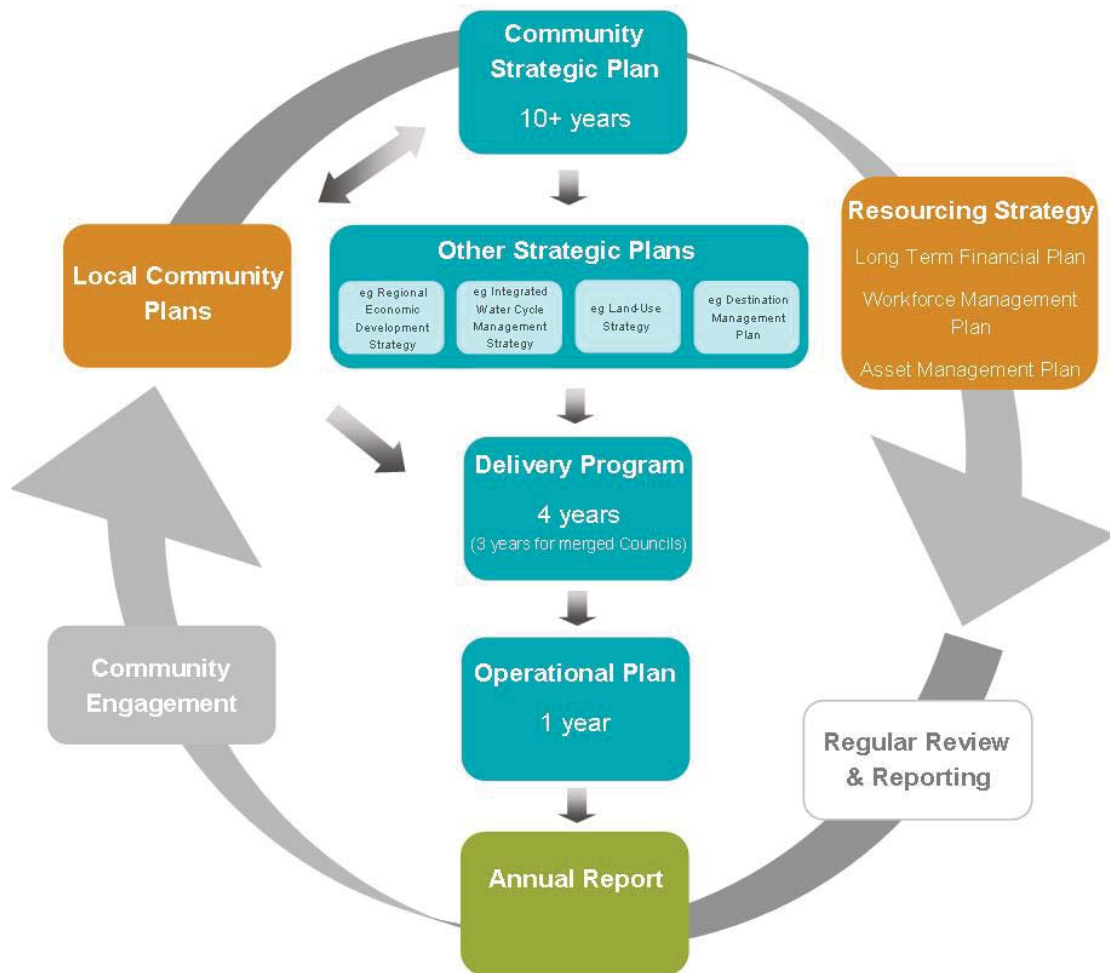 Community
Strategic Plan
10+ years
Resourcing Strategy
Long Term Financial Plan
Workforce Management
Plan
Asset Management Plan
Local Community
Plans
Other Strategic Plans
eg Regional
Economic
Development
Strategy
eg Integrated
Water Cycle
Management
Strategy
eg Land-Use
Strategy
eg Destination
Management
Plan
Delivery Program
4 years
(3 years for merged Councils)
Community
Engagement
Operational Plan
1 year
Regular Review
& Reporting
Annual Report